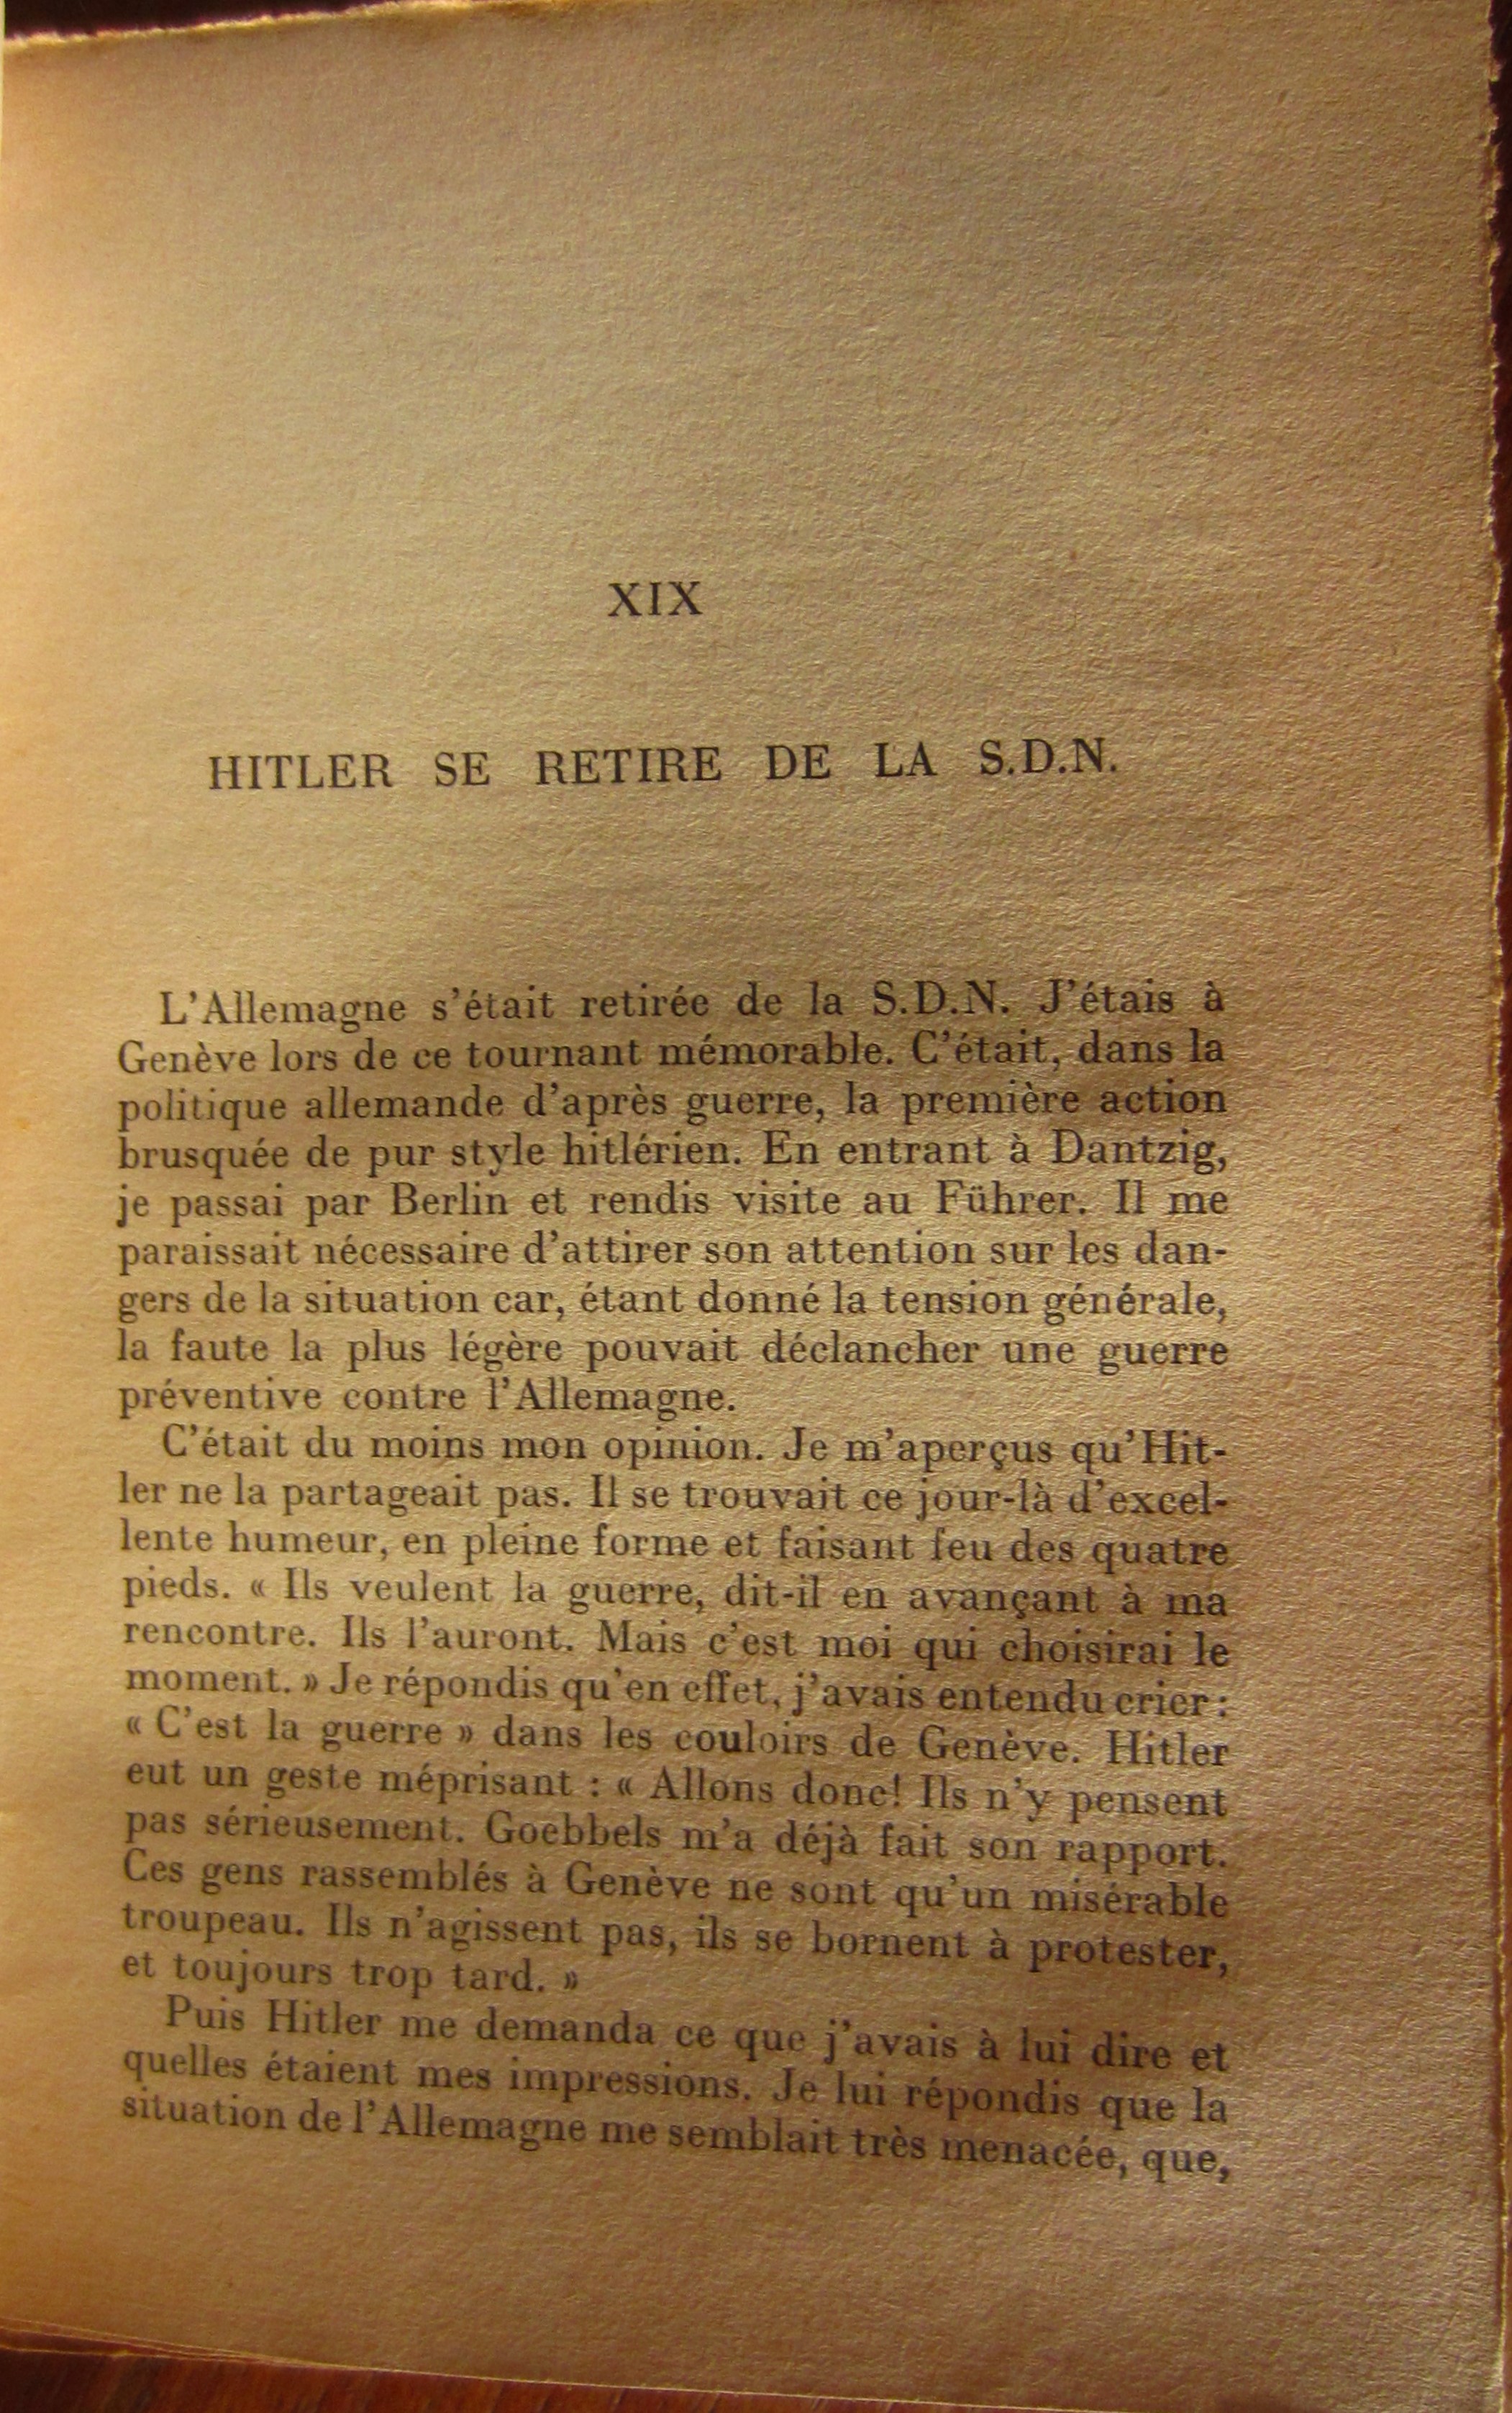 XIX
HITLER SE RETIRE DE LA S.D.N.
L'Allemagne s'était retirée de la S.D.N. J'étais à
Genève lors de ce tournant mémorable. C'était, dans la
politique allemande d'après guerre, la première action
brusquée de pur style hitlérien. En entrant à Dantzig,
je passai par Berlin et rendis visite au Führer. Il me
paraissait nécessaire d'attirer son attention sur les dan-
gers de la situation car, étant donné la tension générale,
la faute la plus légère pouvait déclancher une guerre
préventive contre l'Allemagne.
C'était du moins mon opinion. Je m'aperçus qu'Hit-
ler ne la partageait pas. Il se trouvait ce jour-là d'excel-
lente humeur, en pleine forme et faisant feu des quatre
pieds. « Ils veulent la guerre, dit-il en avançant à ma
rencontre. Ils l'auront. Mais c'est moi qui choisirai le
moment. » Je répondis qu'en effet, j'avais entendu crier :
« C'est la guerre » dans les couloirs de Genève. Hitler
eut un geste méprisant : « Allons donc! Ils n'y pensent
pas sérieusement. Goebbels m'a déjà fait son rapport.
Ces gens rassemblés à Genève ne sont qu'un misérable
troupeau. Ils n'agissent pas, ils se bornent à protester,
et toujours trop tard. »
Puis Hitler me demanda ce que j'avais à lui dire et
quelles étaient mes impressions. Je lui répondis que la
situation de l'Allemagne me semblait très menacée, que,